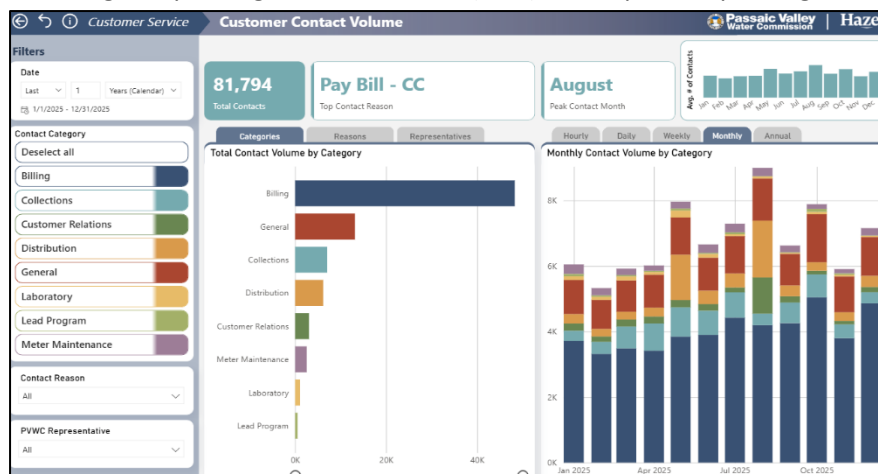 Customer Service
Customer Contact Volume
Passaic Valley
Water Commission
Haze
Filters
Date
Last
1
Years (Calendar)
1/1/2025 - 12/31/2025
Contact Category
Deselect all
Billing
Collections
Customer Relations
Distribution
General
Laboratory
Lead Program
Meter Maintenance
Contact Reason
All
PVWC Representative
All
81,794
Total Contacts
Pay Bill - CC
Top Contact Reason
August
Peak Contact Month
Avg. # of Contacts
Jan Feb Mar Apr May Jun Jul Aug Sep Oct Nov Dec
Categories Reasons Representatives
Total Contact Volume by Category
Billing
General
Collections
Distribution
Customer Relations
Meter Maintenance
Laboratory
Lead Program
0K 20K 40K
Hourly Daily Weekly Monthly Annual
Monthly Contact Volume by Category
8K
6K
4K
2K
0K
Jan 2025 Apr 2025 Jul 2025 Oct 2025